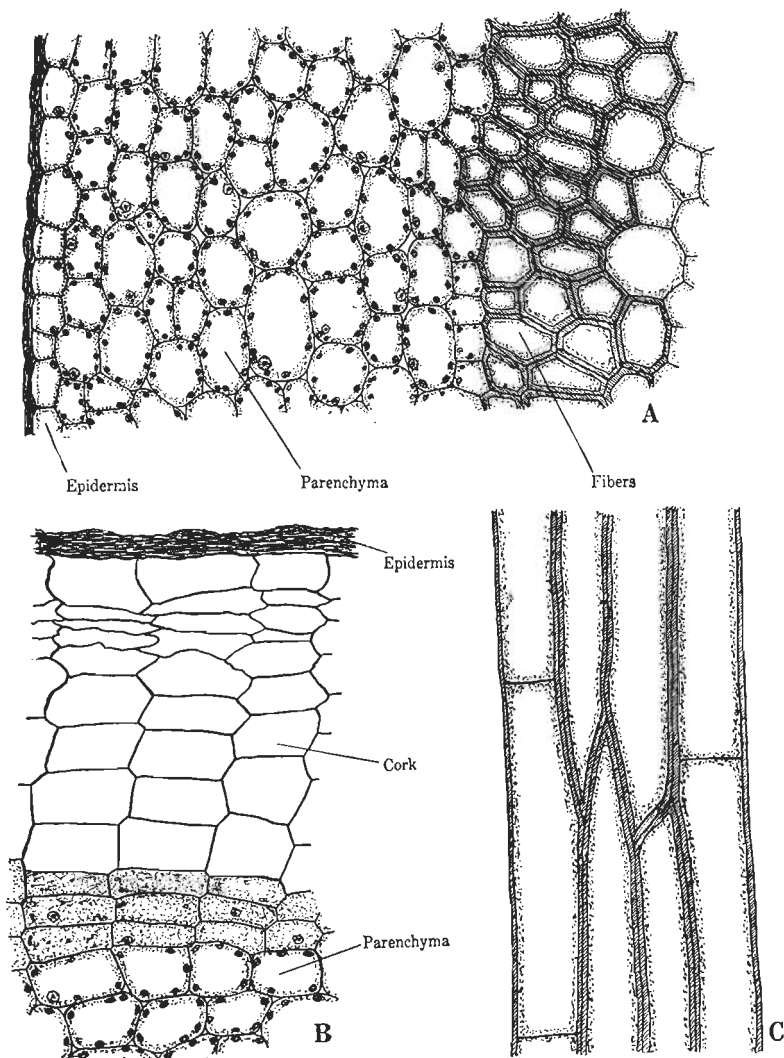 A
Epidermis
Parenchyma
Fibers
Epidermis
Cork
Parenchyma
B
C